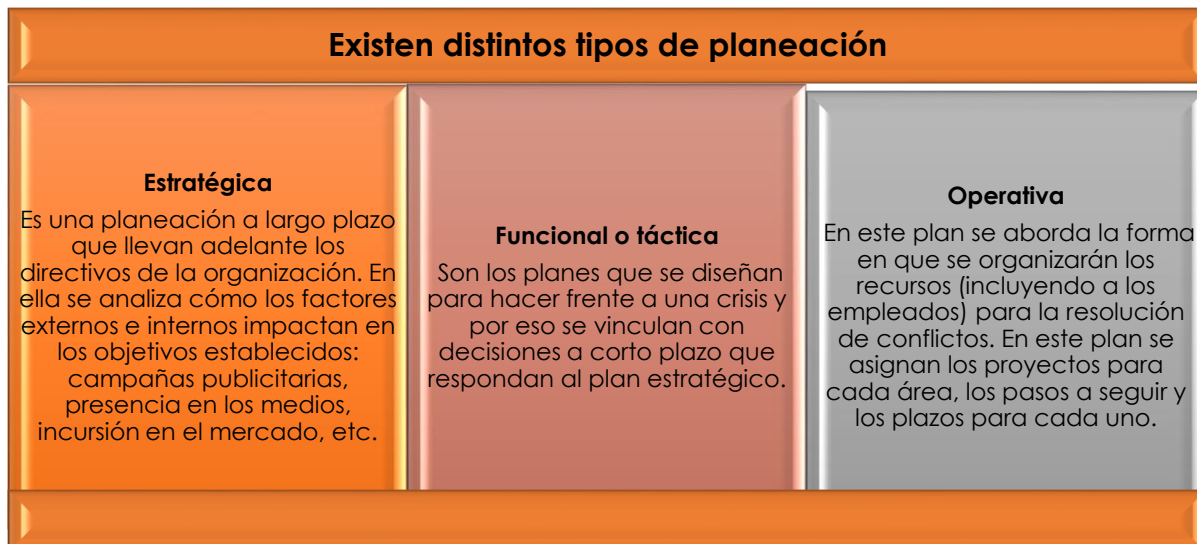 Existen distintos tipos de planeación
Estratégica
Es una planeación a largo plazo
que llevan adelante los
directivos de la organización. En
ella se analiza cómo los factores
externos e internos impactan en
los objetivos establecidos:
campañas publicitarias,
presencia en los medios,
incursión en el mercado, etc.
Funcional o táctica
Son los planes que se diseñan
para hacer frente a una crisis y
por eso se vinculan con
decisiones a corto plazo que
respondan al plan estratégico.
Operativa
En este plan se aborda la forma
en que se organizarán los
recursos (incluyendo a los
empleados) para la resolución
de conflictos. En este plan se
asignan los proyectos para
cada área, los pasos a seguir y
los plazos para cada uno.